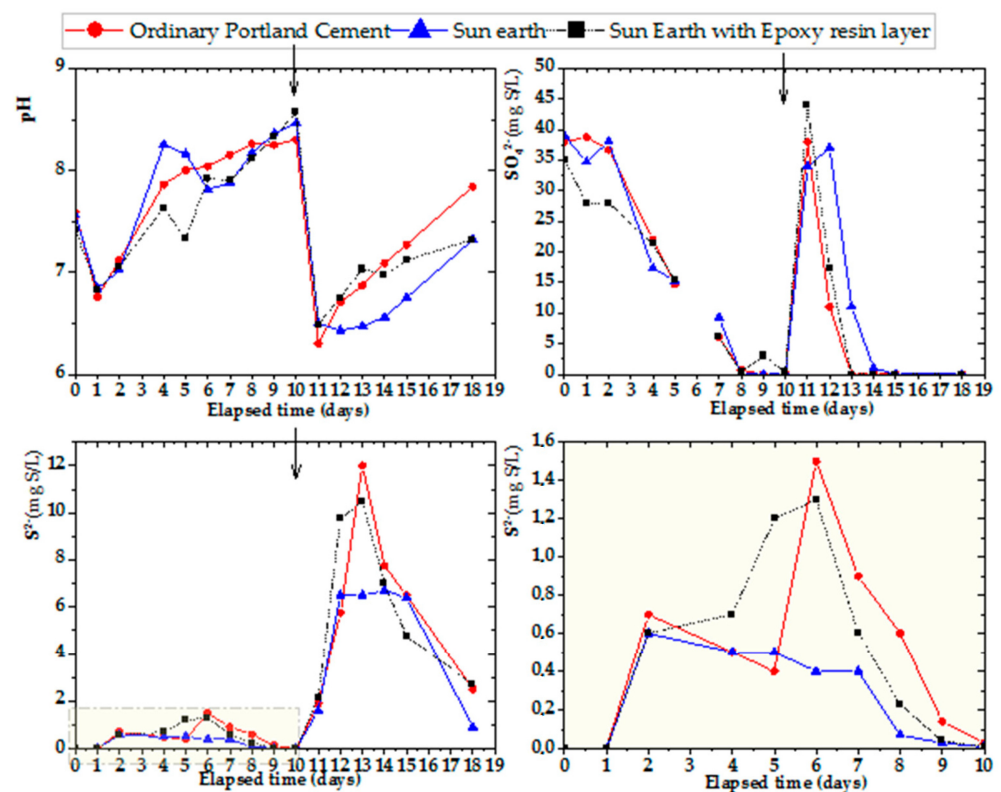 Ordinary Portland Cement Sun earth Sun Earth with Epoxy resin layer
pH
9
8
7
6
0 1 2 3 4 5 6 7 8 9 10 11 12 13 14 15 16 17 18 19
Elapsed time (days)
SO₄²⁻(mg S/L)
50
45
40
35
30
25
20
15
10
5
0
0 1 2 3 4 5 6 7 8 9 10 11 12 13 14 15 16 17 18 19
Elapsed time (days)
S²⁻(mg S/L)
12
10
8
6
4
2
0
0 1 2 3 4 5 6 7 8 9 10 11 12 13 14 15 16 17 18 19
Elapsed time (days)
S²⁻(mg S/L)
1.6
1.4
1.2
1.0
0.8
0.6
0.4
0.2
0.0
0 1 2 3 4 5 6 7 8 9 10
Elapsed time (days)